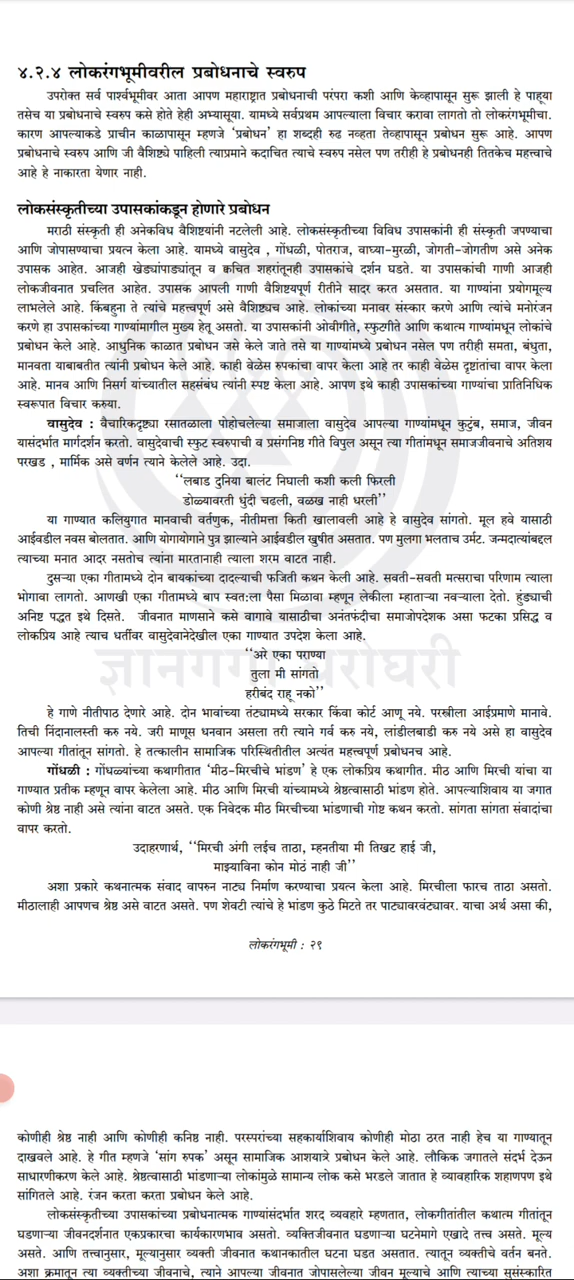 ४.२.४ लोकरंगभूमीवरील प्रबोधनाचे स्वरुप
उपरोक्त सर्व पार्श्वभूमीवर आता आपण महाराष्ट्रात प्रबोधनाची परंपरा कशी आणि केव्हापासून सुरू झाली हे पाहूया
तसेच या प्रबोधनाचे स्वरुप कसे होते हेही अभ्यासूया. यामध्ये सर्वप्रथम आपल्याला विचार करावा लागतो तो लोकरंगभूमीचा.
कारण आपल्याकडे प्राचीन काळापासून म्हणजे ‘प्रबोधन’ हा शब्दही रुढ नव्हता तेव्हापासून प्रबोधन सुरू आहे. आपण
प्रबोधनाचे स्वरुप आणि जी वैशिष्ट्ये पाहिली त्याप्रमाने कदाचित त्याचे स्वरुप नसेल पण तरीही हे प्रबोधनही तितकेच महत्त्वाचे
आहे हे नाकारता येणार नाही.
लोकसंस्कृतीच्या उपासकांकडून होणारे प्रबोधन
मराठी संस्कृती ही अनेकविध वैशिष्टयांनी नटलेली आहे. लोकसंस्कृतीच्या विविध उपासकांनी ही संस्कृती जपण्याचा
आणि जोपासण्याचा प्रयत्न केला आहे. यामध्ये वासुदेव , गोंधळी, पोतराज, वाघ्या-मुरळी, जोगती-जोगतीण असे अनेक
उपासक आहेत. आजही खेड्यांपाड्यांतून व क्वचित शहरांतूनही उपासकांचे दर्शन घडते. या उपासकांची गाणी आजही
लोकजीवनात प्रचलित आहेत. उपासक आपली गाणी वैशिष्टयपूर्ण रीतीने सादर करत असतात. या गाण्यांना प्रयोगमूल्य
लाभलेले आहे. किंबहुना ते त्यांचे महत्त्वपूर्ण असे वैशिष्टयच आहे. लोकांच्या मनावर संस्कार करणे आणि त्यांचे मनोरंजन
करणे हा उपासकांच्या गाण्यांमागील मुख्य हेतू असतो. या उपासकांनी ओवीगीते, स्फुटगीते आणि कथात्म गाण्यांमधून लोकांचे
प्रबोधन केले आहे. आधुनिक काळात प्रबोधन जसे केले जाते तसे या गाण्यांमध्ये प्रबोधन नसेल पण तरीही समता, बंधुता,
मानवता याबाबतीत त्यांनी प्रबोधन केले आहे. काही वेळेस रुपकांचा वापर केला आहे तर काही वेळेस दृष्टांतांचा वापर केला
आहे. मानव आणि निसर्ग यांच्यातील सहसंबंध त्यांनी स्पष्ट केला आहे. आपण इथे काही उपासकांच्या गाण्यांचा प्रातिनिधिक
स्वरूपात विचार करुया.
वासुदेव : वैचारिकदृष्ट्या रसातळाला पोहोचलेल्या समाजाला वासुदेव आपल्या गाण्यांमधून कुटुंब, समाज, जीवन
यासंदर्भात मार्गदर्शन करतो. वासुदेवाची स्फुट स्वरुपाची व प्रसंगनिष्ठ गीते विपुल असून त्या गीतांमधून समाजजीवनाचे अतिशय
परखड , मार्मिक असे वर्णन त्याने केलेले आहे. उदा.
‘‘लबाड दुनिया बालंट निघाली कशी कली फिरली
डोळ्यावरती धुंदी चढली, वळख नाही धरली’’
या गाण्यात कलियुगात मानवाची वर्तणुक, नीतीमत्ता किती खालावली आहे हे वासुदेव सांगतो. मूल हवे यासाठी
आईवडील नवस बोलतात. आणि योगायोगाने पुत्र झाल्याने आईवडील खुषीत असतात. पण मुलगा भलताच उर्मट. जन्मदात्यांबद्दल
त्याच्या मनात आदर नसतोच त्यांना मारतानाही त्याला शरम वाटत नाही.
दुसऱ्या एका गीतामध्ये दोन बायकांच्या दादल्याची फजिती कथन केली आहे. सवती-सवती मत्सराचा परिणाम त्याला
भोगावा लागतो. आणखी एका गीतामध्ये बाप स्वत:ला पैसा मिळावा म्हणून लेकीला म्हाताऱ्या नवऱ्याला देतो. हुंड्याची
अनिष्ट पद्धत इथे दिसते. जीवनात माणसाने कसे वागावे यासाठीचा अनंतफंदीचा समाजोपदेशक असा फटका प्रसिद्ध व
लोकप्रिय आहे त्याच धर्तीवर वासुदेवानेदेखील एका गाण्यात उपदेश केला आहे.
‘‘अरे एका पराण्या
तुला मी सांगतो
हरीबंद राहू नको’’
ज्ञानगंगा घरोघरी
हे गाणे नीतीपाठ देणारे आहे. दोन भावांच्या तंट्यामध्ये सरकार किंवा कोर्ट आणू नये. परस्त्रीला आईप्रमाणे मानावे.
तिची निंदानालस्ती करु नये. जरी माणूस धनवान असला तरी त्याने गर्व करु नये, लांडीलबाडी करु नये असे हा वासुदेव
आपल्या गीतांतून सांगतो. हे तत्कालीन सामाजिक परिस्थितीतील अत्यंत महत्त्वपूर्ण प्रबोधनच आहे.
गोंधळी : गोंधळ्यांच्या कथागीतात ‘मीठ-मिरचीचे भांडण’ हे एक लोकप्रिय कथागीत. मीठ आणि मिरची यांचा या
गाण्यात प्रतीक म्हणून वापर केलेला आहे. मीठ आणि मिरची यांच्यामध्ये श्रेष्ठत्वासाठी भांडण होते. आपल्याशिवाय या जगात
कोणी श्रेष्ठ नाही असे त्यांना वाटत असते. एक निवेदक मीठ मिरचीच्या भांडणाची गोष्ट कथन करतो. सांगता सांगता संवादांचा
वापर करतो.
उदाहरणार्थ, ‘‘मिरची अंगी लईच ताठा, म्हनतीया मी तिखट हाई जी,
माझ्याविना कोन मोठं नाही जी’’
अशा प्रकारे कथनात्मक संवाद वापरुन नाट्य निर्माण करण्याचा प्रयत्न केला आहे. मिरचीला फारच ताठा असतो.
मीठालाही आपणच श्रेष्ठ असे वाटत असते. पण शेवटी त्यांचे हे भांडण कुठे मिटते तर पाट्यावरवंट्यावर. याचा अर्थ असा की,
लोकरंगभूमी : २९
कोणीही श्रेष्ठ नाही आणि कोणीही कनिष्ठ नाही. परस्परांच्या सहकार्याशिवाय कोणीही मोठा ठरत नाही हेच या गाण्यातून
दाखवले आहे. हे गीत म्हणजे ‘सांग रुपक’ असून सामाजिक आशयात्रे प्रबोधन केले आहे. लौकिक जगातले संदर्भ देऊन
साधारणीकरण केले आहे. श्रेष्ठत्वासाठी भांडणाऱ्या लोकांमुळे सामान्य लोक कसे भरडले जातात हे व्यावहारिक शहाणपण इथे
सांगितले आहे. रंजन करता करता प्रबोधन केले आहे.
लोकसंस्कृतीच्या उपासकांच्या प्रबोधनात्मक गाण्यांसंदर्भात शरद व्यवहारे म्हणतात, लोकगीतांतील कथात्म गीतांतून
घडणाऱ्या जीवनदर्शनात एकप्रकारचा कार्यकारणभाव असतो. व्यक्तिजीवनात घडणाऱ्या घटनेमागे एखादे तत्त्व असते. मूल्य
असते. आणि तत्त्वानुसार, मूल्यानुसार व्यक्ती जीवनात कथानकातील घटना घडत असतात. त्यातून व्यक्तीचे वर्तन बनते.
अशा क्रमातून त्या व्यक्तीच्या जीवनाचे, त्याने आपल्या जीवनात जोपासलेल्या जीवन मूल्याचे आणि त्याच्या सुसंस्कारित